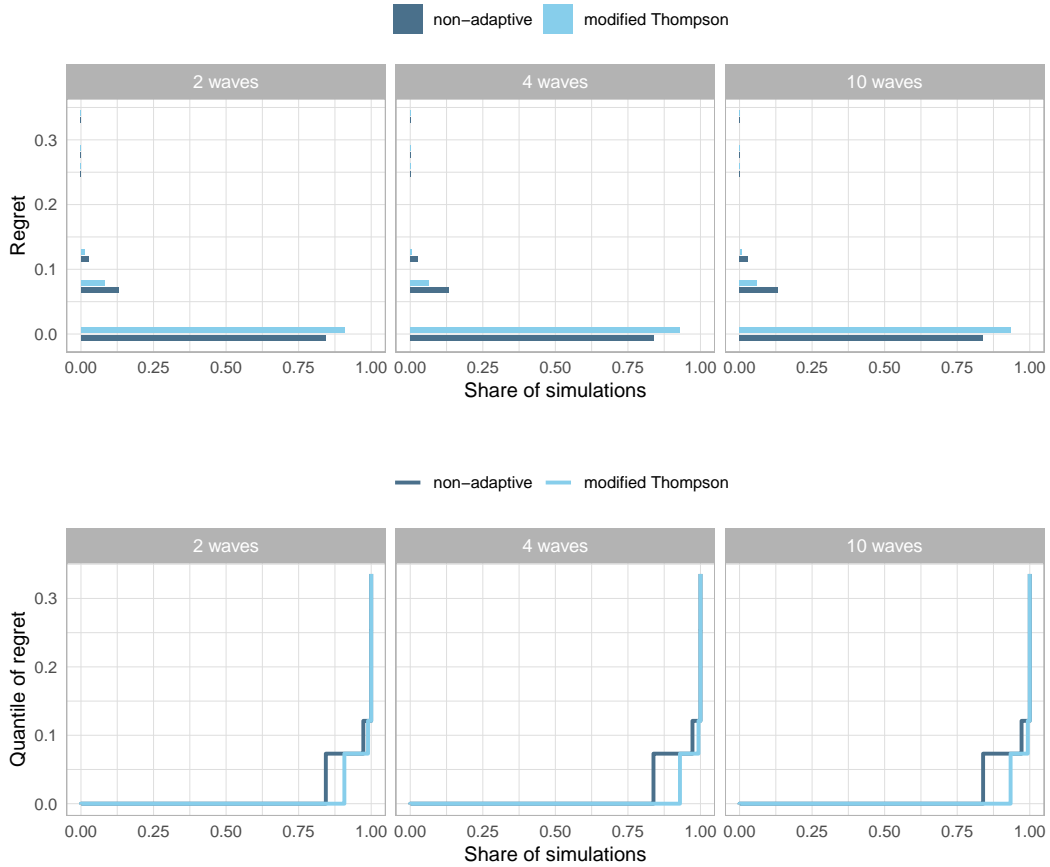 non−adaptive modified Thompson
2 waves 4 waves 10 waves
0.3
0.2
0.1
0.0
Regret
0.00 0.25 0.50 0.75 1.00 0.00 0.25 0.50 0.75 1.00 0.00 0.25 0.50 0.75 1.00
Share of simulations
non−adaptive modified Thompson
2 waves 4 waves 10 waves
0.3
0.2
0.1
0.0
Quantile of regret
0.00 0.25 0.50 0.75 1.00 0.00 0.25 0.50 0.75 1.00 0.00 0.25 0.50 0.75 1.00
Share of simulations